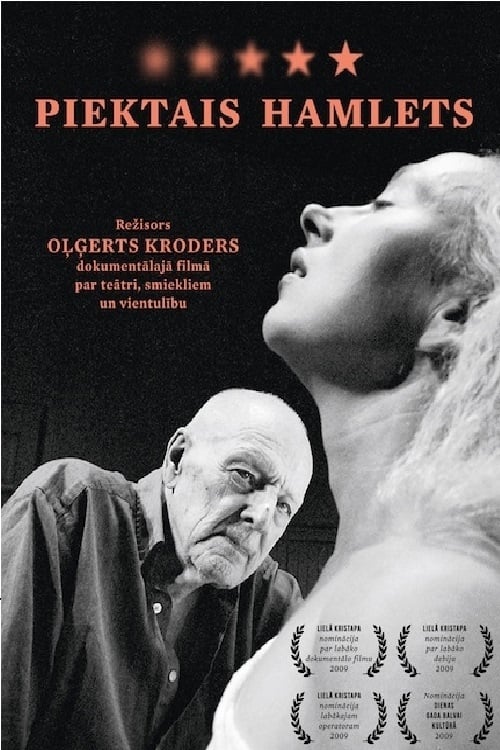 PIEKTAIS HAMLETS
Režisors
OĻĢERTS KRODERS
dokumentālajā filmā
par teātri, smiekliem
un vientulību
LIELĀ KRISTAPA
nominācija
par labāko
dokumentālo filmu
2009
LIELĀ KRISTAPA
nominācija
par labāko
debiju
2009
LIELĀ KRISTAPA
nominācija
labākajam
operatoram
2009
Nominācija
DIENAS
GADA BALVAI
KULTŪRĀ
2009